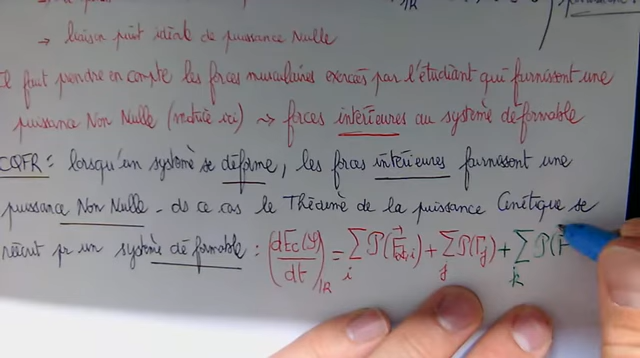 → liaison pivot idéale de puissance Nulle
Il faut prendre en compte les forces musculaires exercés par l'étudiant qui fournissent une
puissance Non Nulle (motrice ici) ⇝ forces intérieures au système déformable
CQFR : lorsqu'un système se déforme, les forces intérieures fournissent une
puissance Non Nulle - ds ce cas le Théorème de la puissance Cinétique se
réécrit pr un système déformable : (dEc(S)/dt)/R = Σi P(Fext,i) + Σj P(Γj) + Σk P(F